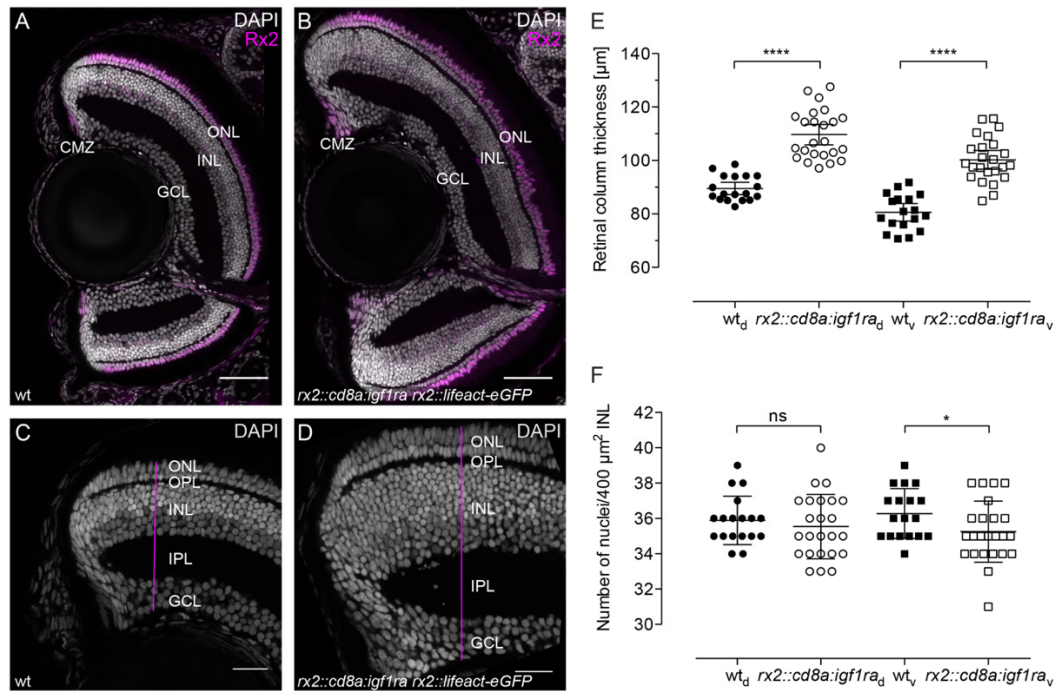 A
DAPI
Rx2
CMZ
ONL
INL
GCL
wt
B
DAPI
Rx2
CMZ
ONL
INL
GCL
rx2::cd8a:igf1ra rx2::lifeact-eGFP
C
DAPI
ONL
OPL
INL
IPL
GCL
wt
D
DAPI
ONL
OPL
INL
IPL
GCL
rx2::cd8a:igf1ra rx2::lifeact-eGFP
E
Retinal column thickness [µm]
140
120
100
80
60
**** ****
wtd rx2::cd8a:igf1rad wtv rx2::cd8a:igf1rav
F
Number of nuclei/400 µm² INL
42
40
38
36
34
32
30
ns *
wtd rx2::cd8a:igf1rad wtv rx2::cd8a:igf1rav